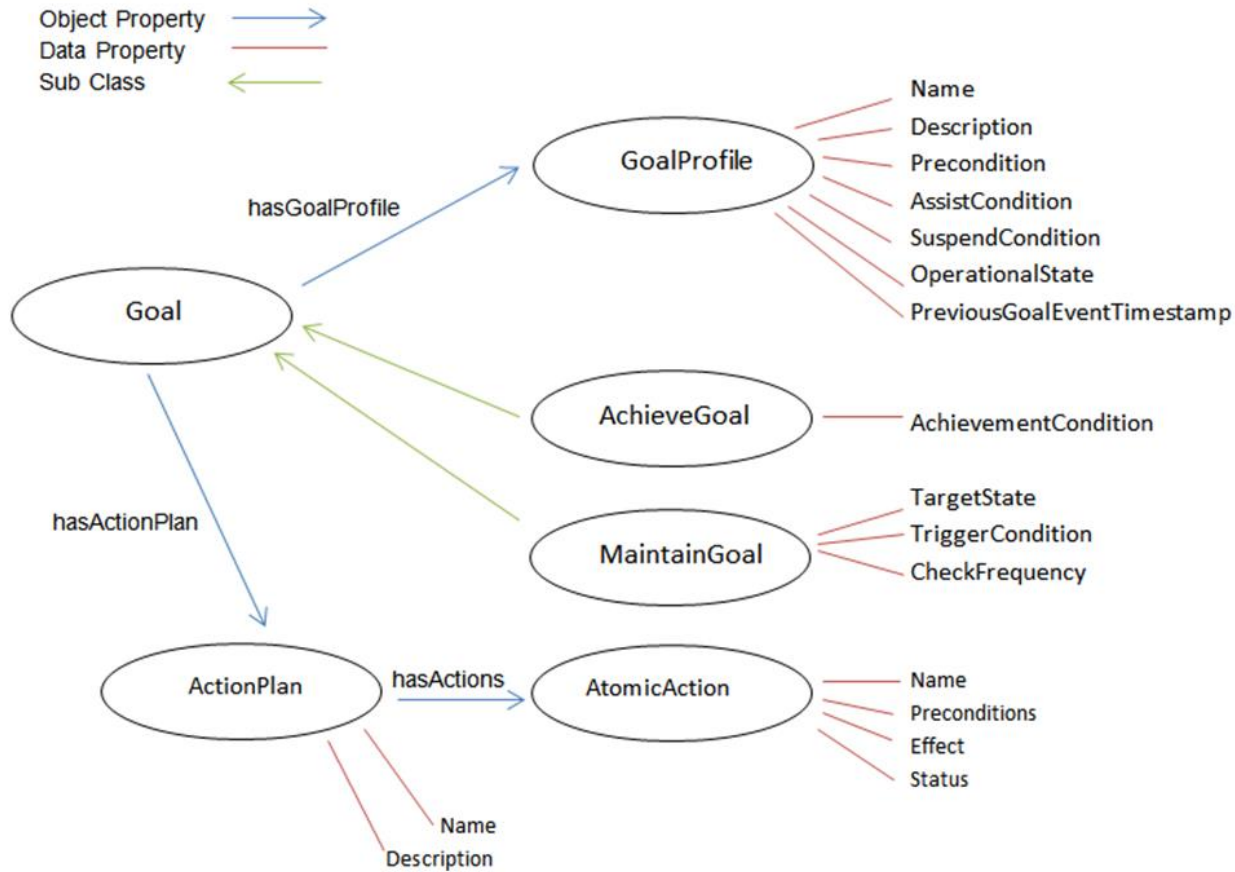 Object Property
Data Property
Sub Class
Name
Description
GoalProfile
Precondition
hasGoalProfile
AssistCondition
SuspendCondition
OperationalState
Goal
PreviousGoalEventTimestamp
AchieveGoal
AchievementCondition
hasActionPlan
TargetState
TriggerCondition
MaintainGoal
CheckFrequency
ActionPlan
hasActions
AtomicAction
Name
Preconditions
Effect
Status
Name
Description